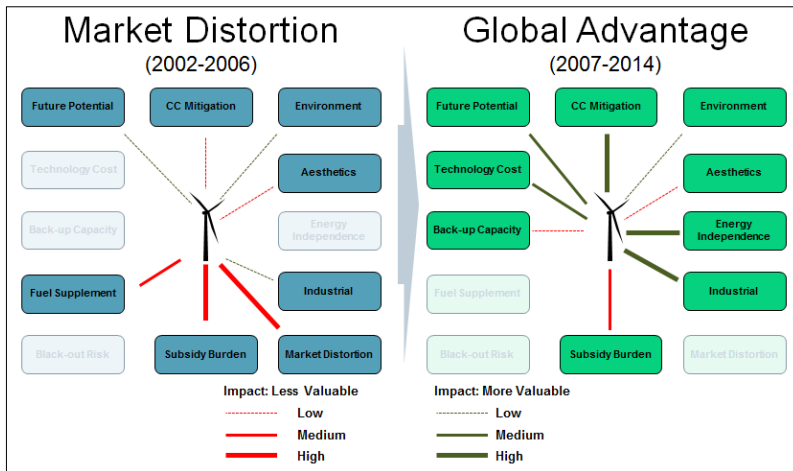 Market Distortion
(2002-2006)
Future Potential
CC Mitigation
Environment
Technology Cost
Aesthetics
Back-up Capacity
Energy
Independence
Fuel Supplement
Industrial
Black-out Risk
Subsidy Burden
Market Distortion
Impact: Less Valuable
Low
Medium
High
Global Advantage
(2007-2014)
Future Potential
CC Mitigation
Environment
Technology Cost
Aesthetics
Back-up Capacity
Energy
Independence
Fuel Supplement
Industrial
Black-out Risk
Subsidy Burden
Market Distortion
Impact: More Valuable
Low
Medium
High